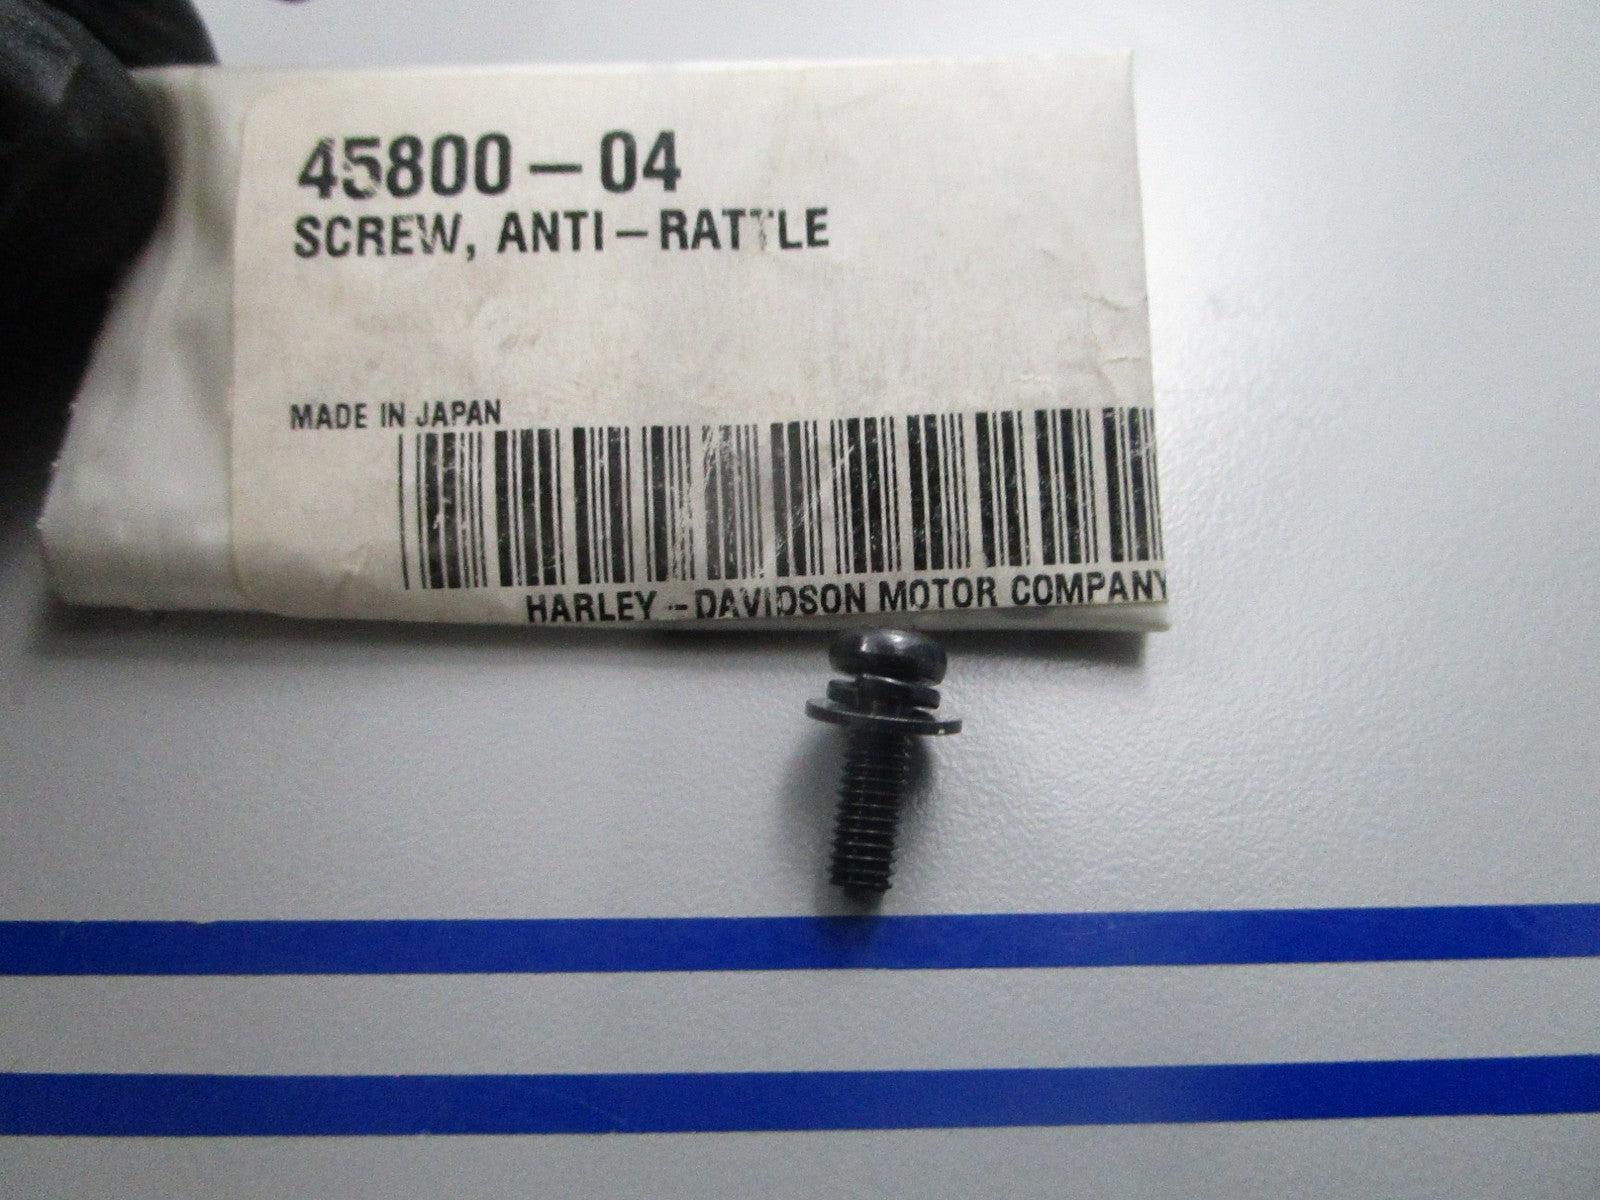 45800-04
SCREW, ANTI-RATTLE
MADE IN JAPAN
HARLEY-DAVIDSON MOTOR COMPANY